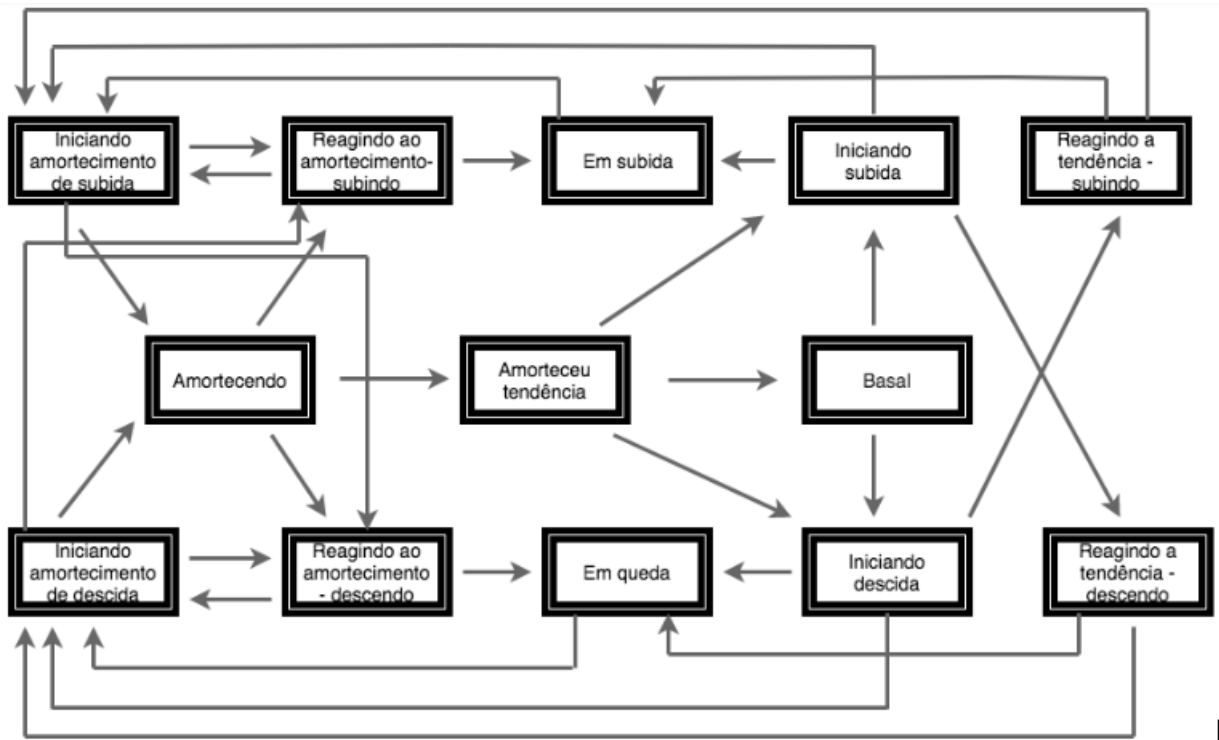 Iniciando
amortecimento
de subida
Reagindo ao
amortecimento-
subindo
Em subida
Iniciando
subida
Reagindo a
tendência -
subindo
Amortecendo
Amorteceu
tendência
Basal
Iniciando
amortecimento
de descida
Reagindo ao
amortecimento
- descendo
Em queda
Iniciando
descida
Reagindo a
tendência -
descendo